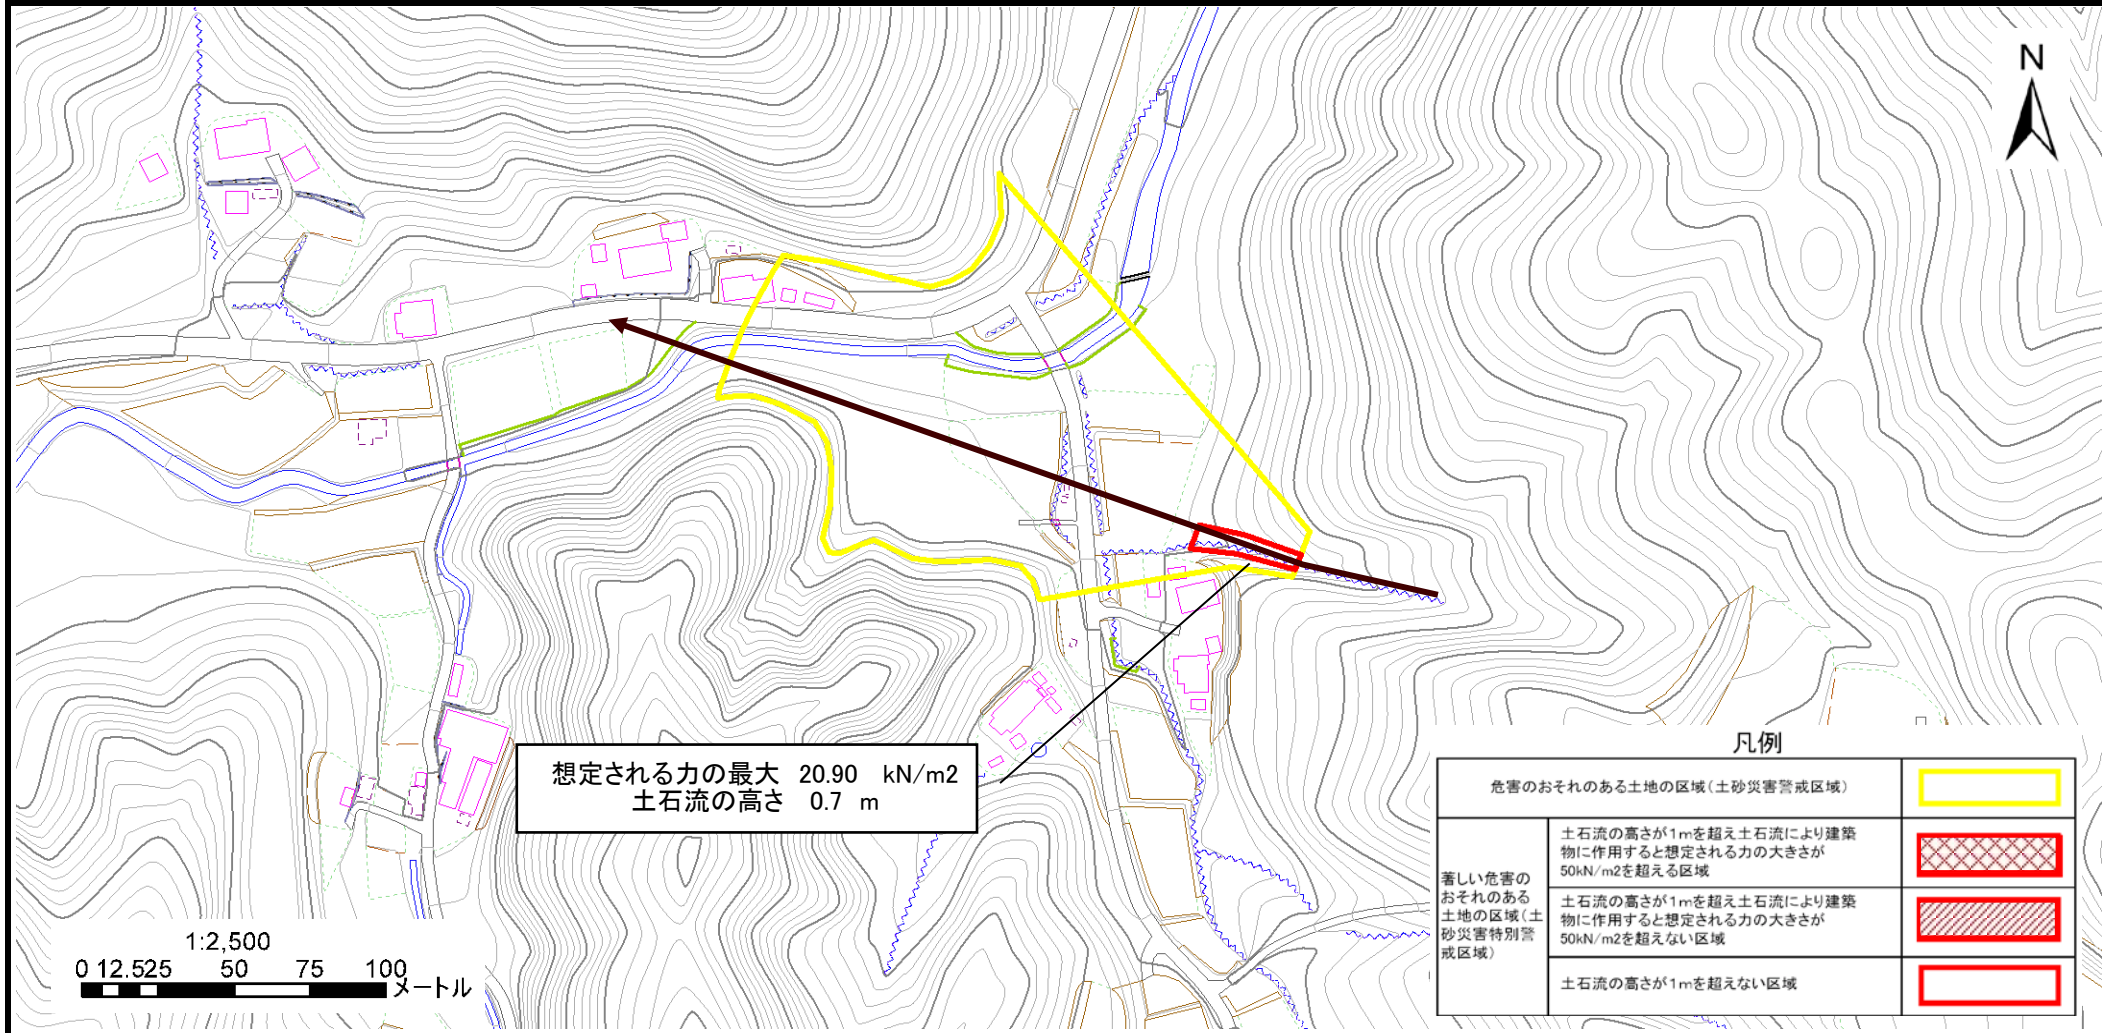 N
想定される力の最大 20.90 kN/m2
土石流の高さ 0.7 m
1:2,500
0 12.525 50 75 100
メートル
凡例
危害のおそれのある土地の区域(土砂災害警戒区域)
著しい危害の
おそれのある
土地の区域(土
砂災害特別警
戒区域)
土石流の高さが1mを超え土石流により建築
物に作用すると想定される力の大きさが
50kN/m2を超える区域
土石流の高さが1mを超え土石流により建築
物に作用すると想定される力の大きさが
50kN/m2を超えない区域
土石流の高さが1mを超えない区域